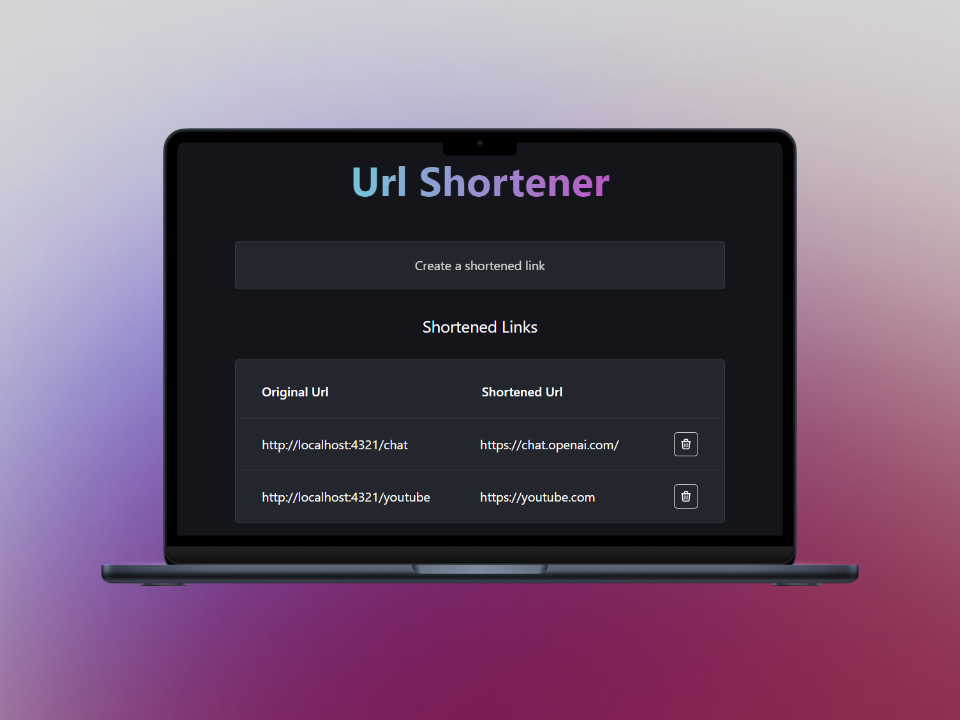 Url Shortener
Create a shortened link
Shortened Links
Original Url Shortened Url
http://localhost:4321/chat https://chat.openai.com/
http://localhost:4321/youtube https://youtube.com